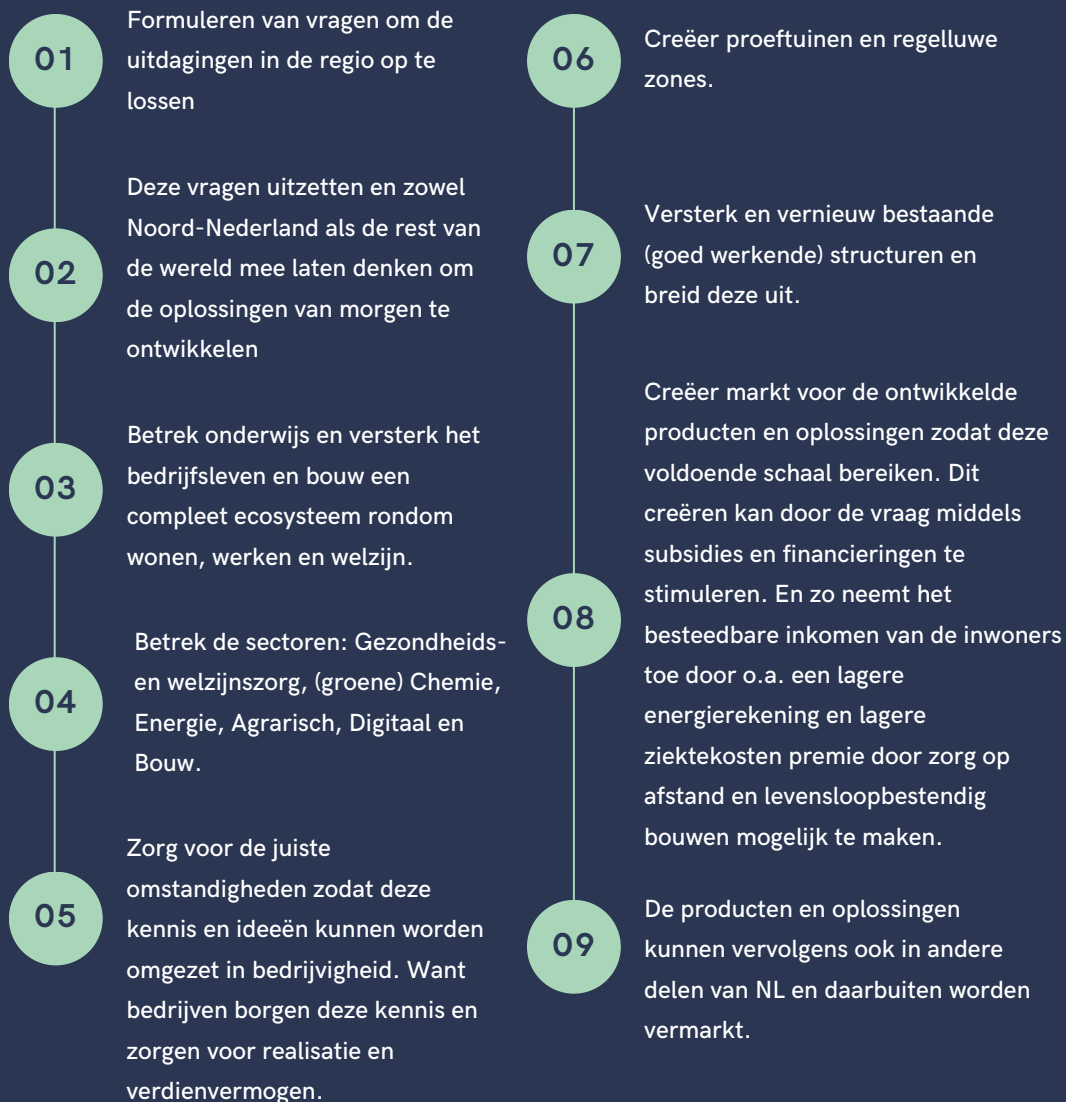 01
Formuleren van vragen om de
uitdagingen in de regio op te
lossen
02
Deze vragen uitzetten en zowel
Noord-Nederland als de rest van
de wereld mee laten denken om
de oplossingen van morgen te
ontwikkelen
03
Betrek onderwijs en versterk het
bedrijfsleven en bouw een
compleet ecosysteem rondom
wonen, werken en welzijn.
04
Betrek de sectoren: Gezondheids-
en welzijnszorg, (groene) Chemie,
Energie, Agrarisch, Digitaal en
Bouw.
05
Zorg voor de juiste
omstandigheden zodat deze
kennis en ideeën kunnen worden
omgezet in bedrijvigheid. Want
bedrijven borgen deze kennis en
zorgen voor realisatie en
verdienvermogen.
06
Creëer proeftuinen en regelluwe
zones.
07
Versterk en vernieuw bestaande
(goed werkende) structuren en
breid deze uit.
08
Creëer markt voor de ontwikkelde
producten en oplossingen zodat deze
voldoende schaal bereiken. Dit
creëren kan door de vraag middels
subsidies en financieringen te
stimuleren. En zo neemt het
besteedbare inkomen van de inwoners
toe door o.a. een lagere
energierekening en lagere
ziektekosten premie door zorg op
afstand en levensloopbestendig
bouwen mogelijk te maken.
09
De producten en oplossingen
kunnen vervolgens ook in andere
delen van NL en daarbuiten worden
vermarkt.